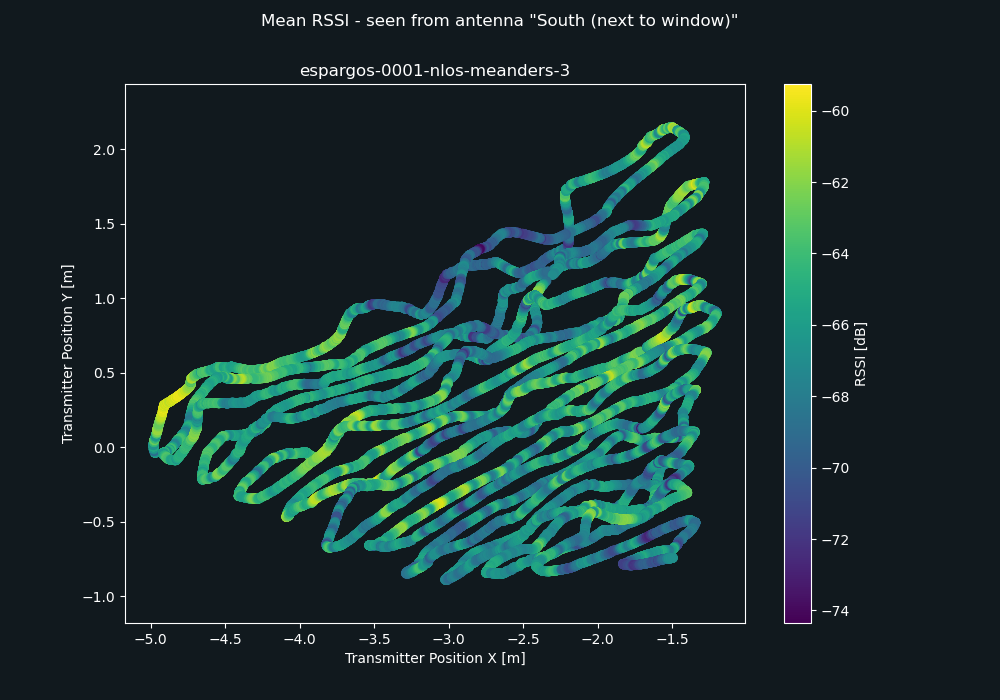 Mean RSSI - seen from antenna "South (next to window)"
espargos-0001-nlos-meanders-3
2.0
1.5
1.0
0.5
0.0
−0.5
−1.0
Transmitter Position Y [m]
−5.0 −4.5 −4.0 −3.5 −3.0 −2.5 −2.0 −1.5
Transmitter Position X [m]
−60
−62
−64
−66
−68
−70
−72
−74
RSSI [dB]